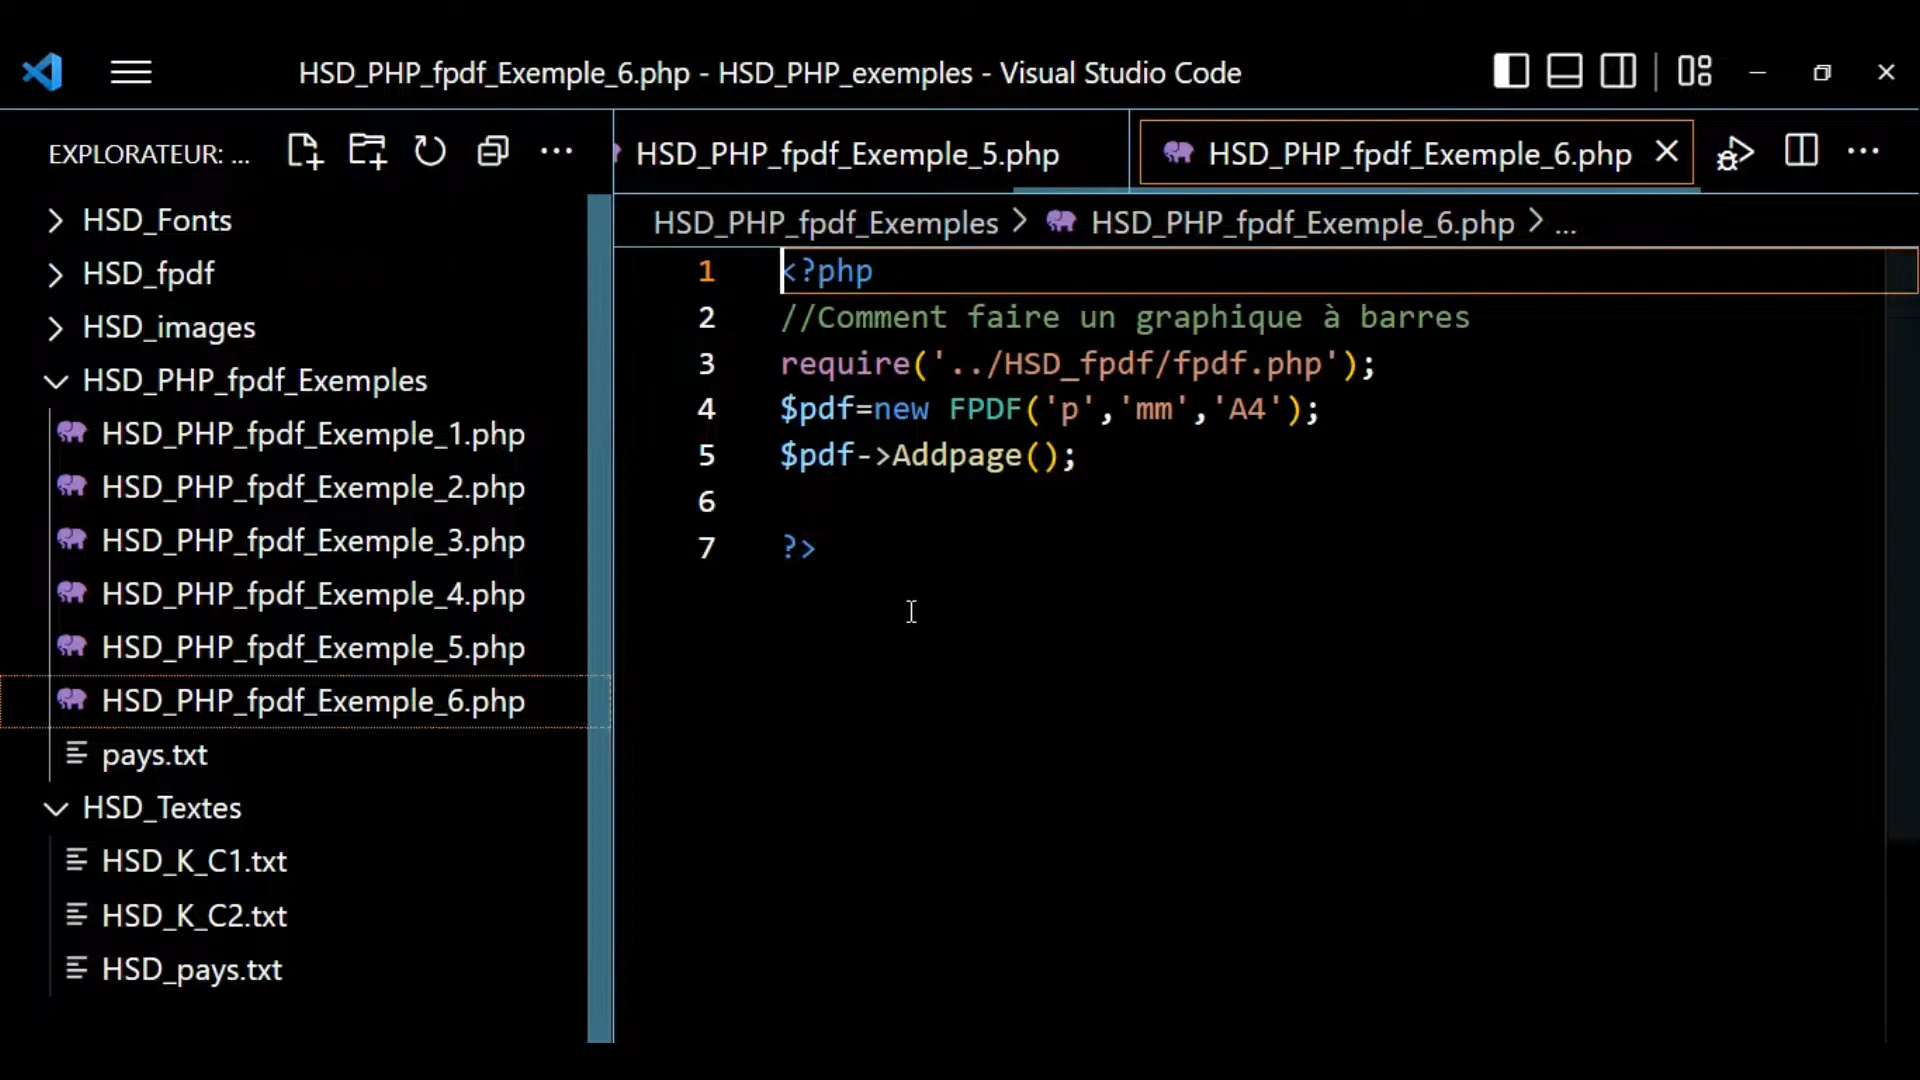 HSD_PHP_fpdf_Exemple_6.php - HSD_PHP_exemples - Visual Studio Code
EXPLORATEUR: ...
HSD_Fonts
HSD_fpdf
HSD_images
HSD_PHP_fpdf_Exemples
HSD_PHP_fpdf_Exemple_1.php
HSD_PHP_fpdf_Exemple_2.php
HSD_PHP_fpdf_Exemple_3.php
HSD_PHP_fpdf_Exemple_4.php
HSD_PHP_fpdf_Exemple_5.php
HSD_PHP_fpdf_Exemple_6.php
pays.txt
HSD_Textes
HSD_K_C1.txt
HSD_K_C2.txt
HSD_pays.txt
HSD_PHP_fpdf_Exemple_5.php
HSD_PHP_fpdf_Exemple_6.php
HSD_PHP_fpdf_Exemples > HSD_PHP_fpdf_Exemple_6.php > ...
1 <?php
2 //Comment faire un graphique à barres
3 require('../HSD_fpdf/fpdf.php');
4 $pdf=new FPDF('p','mm','A4');
5 $pdf->Addpage();
6
7 ?>